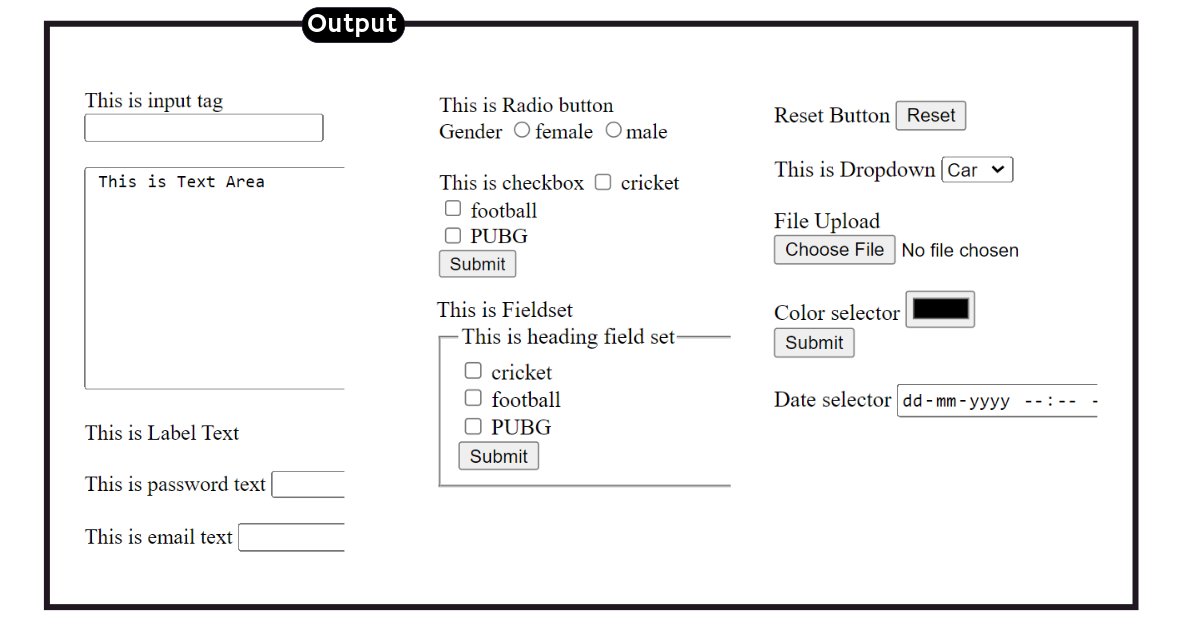 Output
This is input tag
This is Text Area
This is Label Text
This is password text
This is email text
This is Radio button
Gender female male
This is checkbox cricket
football
PUBG
Submit
This is Fieldset
This is heading field set
cricket
football
PUBG
Submit
Reset Button Reset
This is Dropdown Car
File Upload
Choose File No file chosen
Color selector
Submit
Date selector dd-mm-yyyy --:-- -